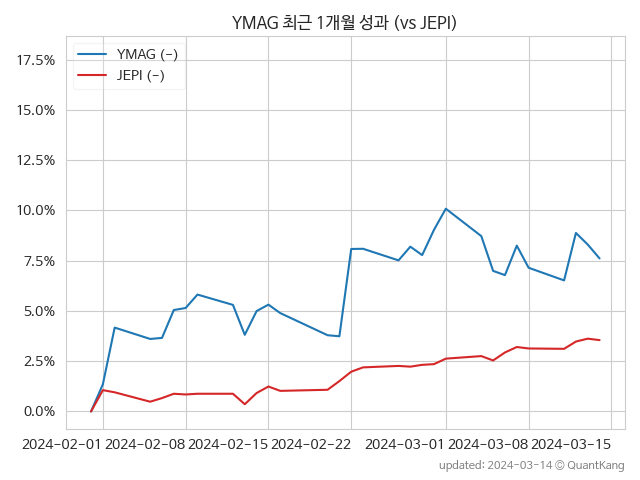 YMAG 최근 1개월 성과 (vs JEPI)
YMAG (-)
JEPI (-)
17.5%
15.0%
12.5%
10.0%
7.5%
5.0%
2.5%
0.0%
2024-02-01 2024-02-08 2024-02-15 2024-02-22 2024-03-01 2024-03-08 2024-03-15
updated: 2024-03-14 © QuantKang